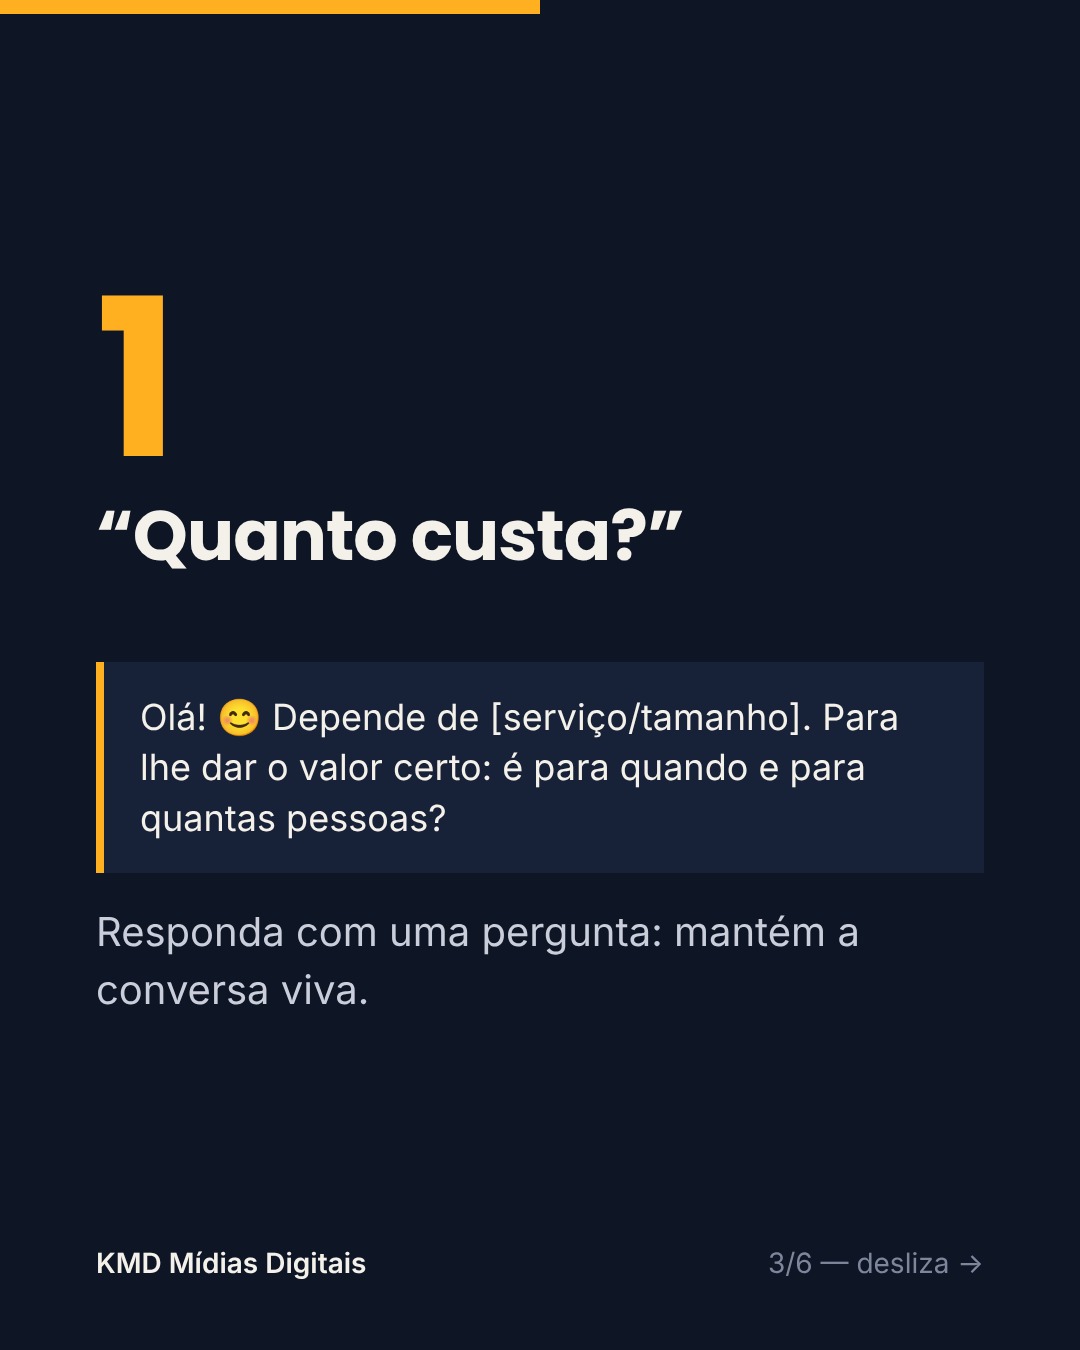 1
“Quanto custa?”
Olá! 😊 Depende de [serviço/tamanho]. Para
lhe dar o valor certo: é para quando e para
quantas pessoas?
Responda com uma pergunta: mantém a
conversa viva.
KMD Mídias Digitais
3/6 — desliza →